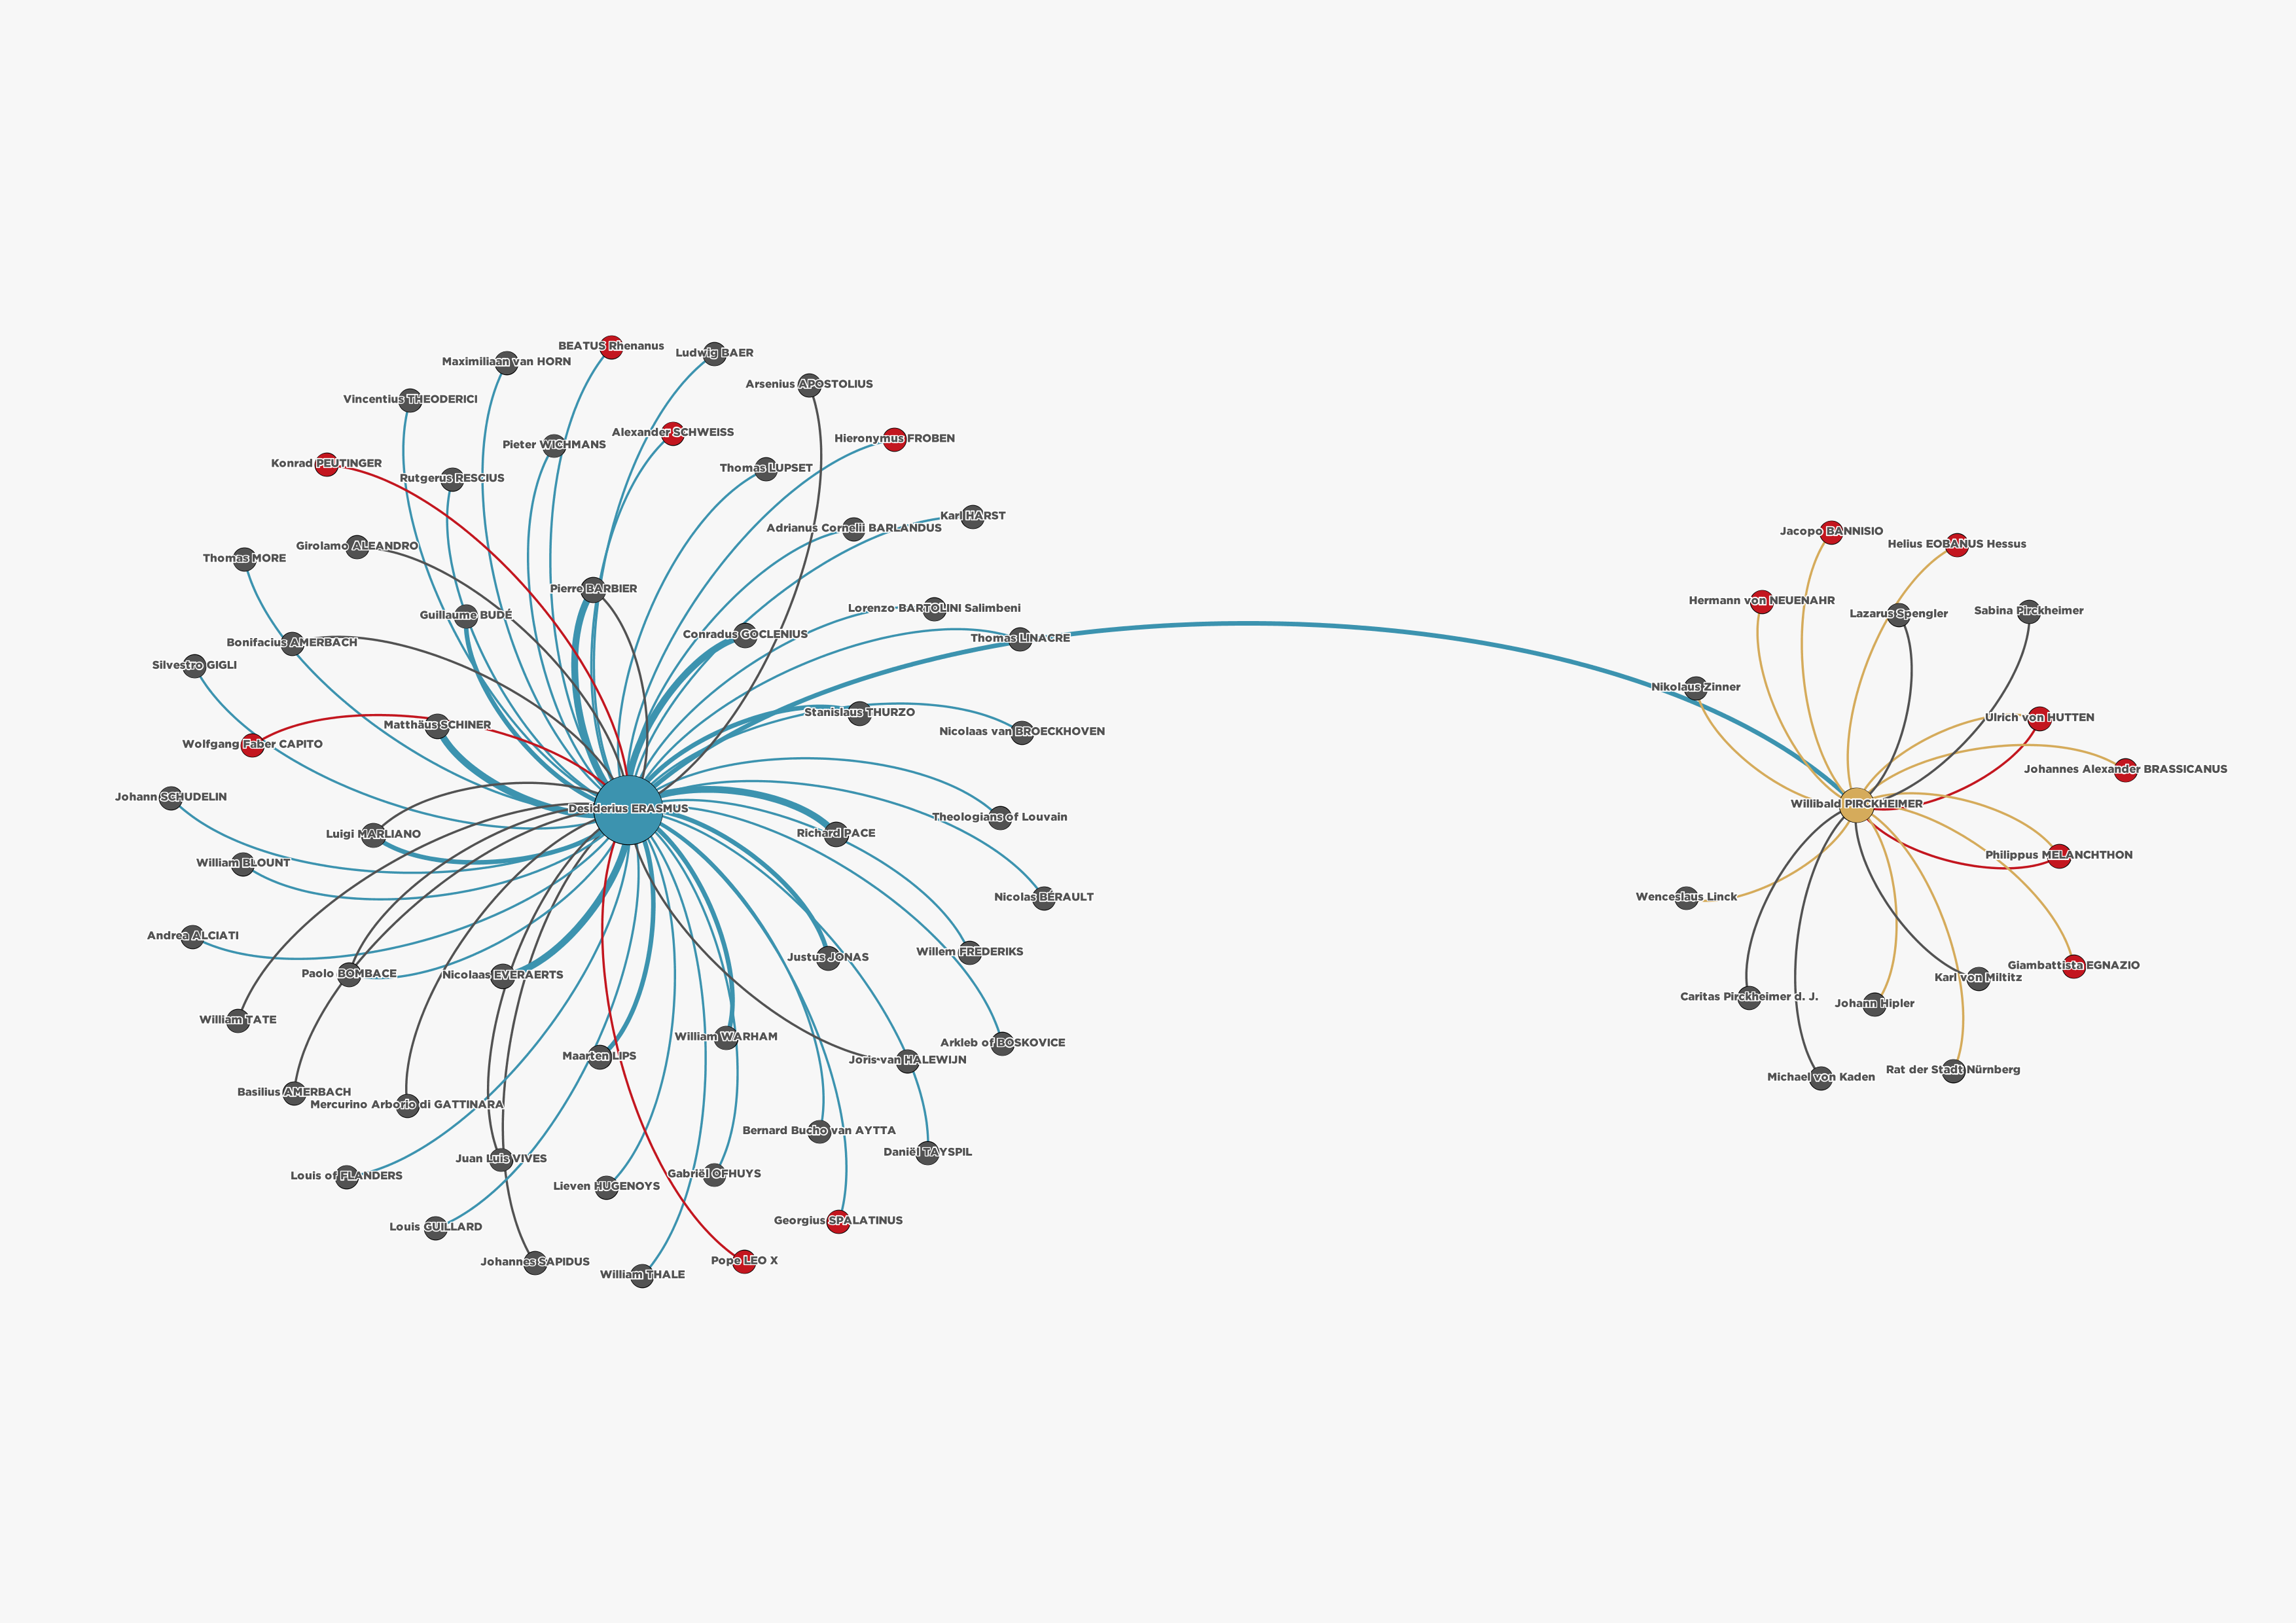 BEATUS Rhenanus
Ludwig BAER
Maximiliaan van HORN
Arsenius APOSTOLIUS
Vincentius THEODERICI
Alexander SCHWEISS
Hieronymus FROBEN
Pieter WICHMANS
Konrad PEUTINGER
Thomas LUPSET
Rutgerus RESCIUS
Karl HARST
Adrianus Cornelii BARLANDUS
Girolamo ALEANDRO
Thomas MORE
Pierre BARBIER
Lorenzo BARTOLINI Salimbeni
Guillaume BUDÉ
Conradus GOCLENIUS
Thomas LINACRE
Bonifacius AMERBACH
Silvestro GIGLI
Stanislaus THURZO
Matthäus SCHINER
Nicolaas van BROECKHOVEN
Wolfgang Faber CAPITO
Johann SCHUDELIN
Desiderius ERASMUS
Theologians of Louvain
Luigi MARLIANO
Richard PACE
William BLOUNT
Nicolas BÉRAULT
Andrea ALCIATI
Willem FREDERIKS
Justus JONAS
Paolo BOMBACE
Nicolaas EVERAERTS
William TATE
William WARHAM
Arkleb of BOSKOVICE
Maarten LIPS
Joris van HALEWIJN
Basilius AMERBACH
Mercurino Arborio di GATTINARA
Bernard Bucho van AYTTA
Daniël TAYSPIL
Juan Luis VIVES
Louis of FLANDERS
Gabriël OFHUYS
Lieven HUGENOYS
Georgius SPALATINUS
Louis GUILLARD
Johannes SAPIDUS
Pope LEO X
William THALE
Jacopo BANNISIO
Helius EOBANUS Hessus
Hermann von NEUENAHR
Lazarus Spengler
Sabina Pirckheimer
Nikolaus Zinner
Ulrich von HUTTEN
Johannes Alexander BRASSICANUS
Willibald PIRCKHEIMER
Philippus MELANCHTHON
Wenceslaus Linck
Giambattista EGNAZIO
Karl von Miltitz
Caritas Pirckheimer d. J.
Johann Hipler
Rat der Stadt Nürnberg
Michael von Kaden